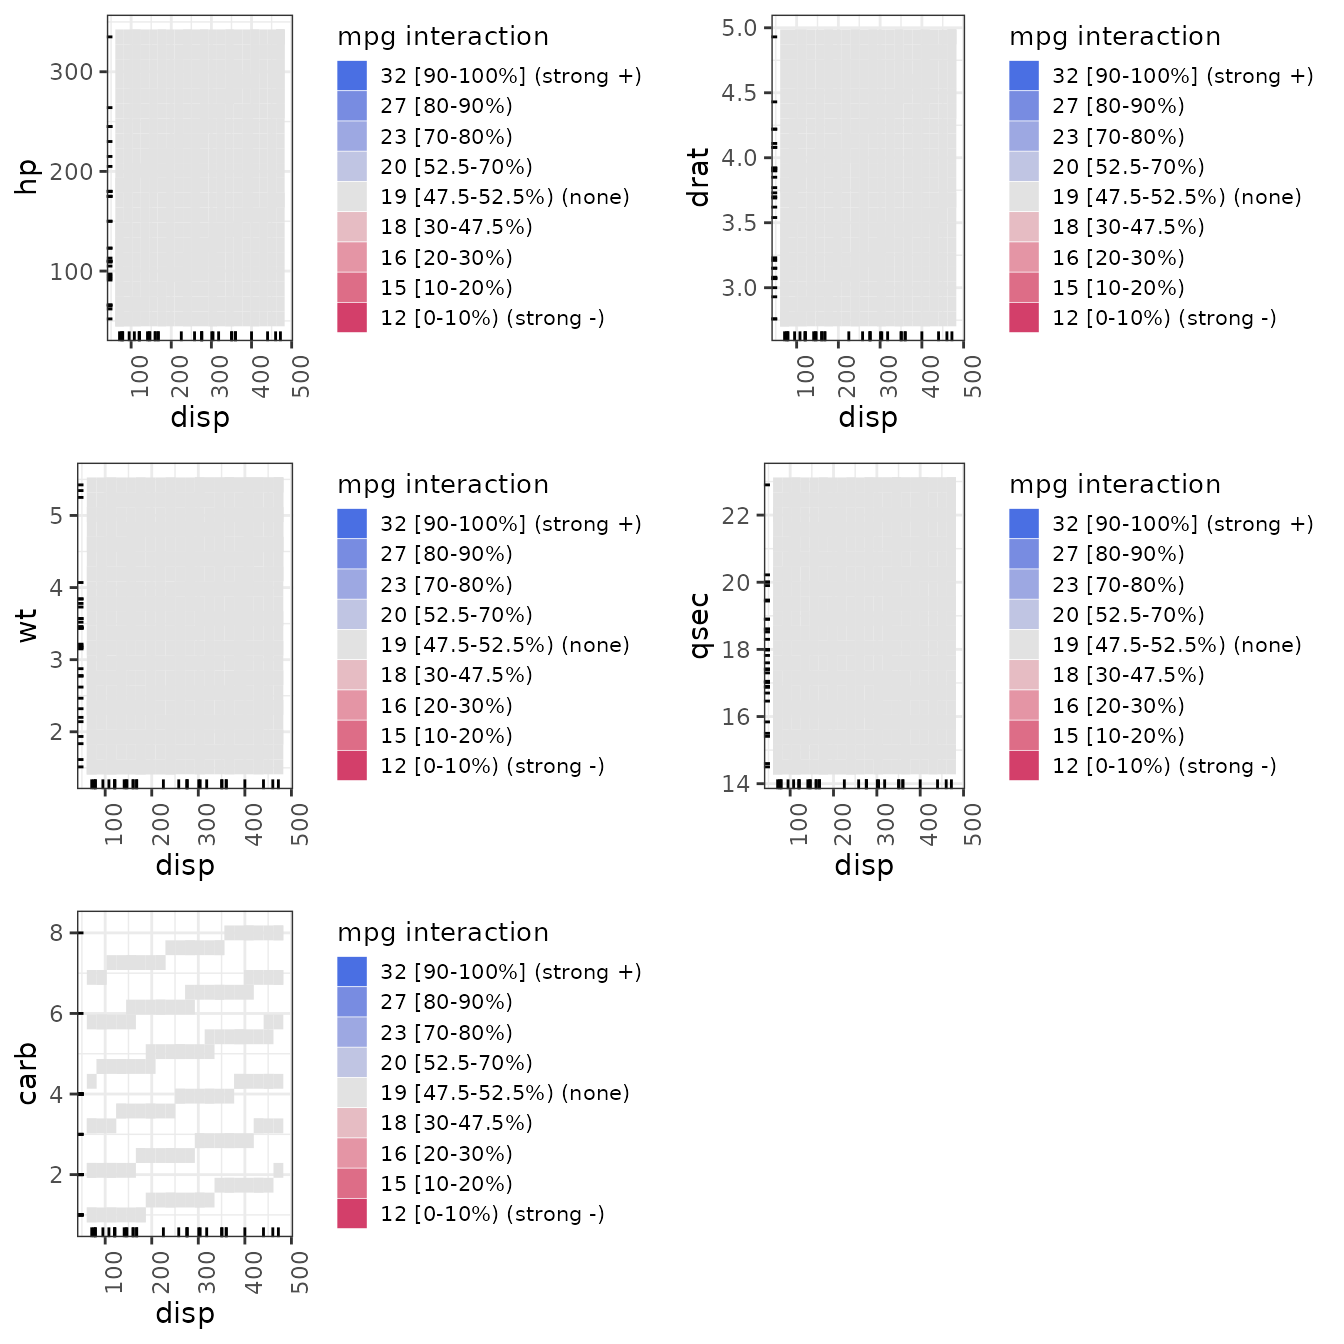 hp
300
200
100
100
200
300
400
500
disp
mpg interaction
32 [90-100%] (strong +)
27 [80-90%)
23 [70-80%)
20 [52.5-70%)
19 [47.5-52.5%) (none)
18 [30-47.5%)
16 [20-30%)
15 [10-20%)
12 [0-10%) (strong -)
drat
5.0
4.5
4.0
3.5
3.0
100
200
300
400
500
disp
mpg interaction
32 [90-100%] (strong +)
27 [80-90%)
23 [70-80%)
20 [52.5-70%)
19 [47.5-52.5%) (none)
18 [30-47.5%)
16 [20-30%)
15 [10-20%)
12 [0-10%) (strong -)
wt
5
4
3
2
100
200
300
400
500
disp
mpg interaction
32 [90-100%] (strong +)
27 [80-90%)
23 [70-80%)
20 [52.5-70%)
19 [47.5-52.5%) (none)
18 [30-47.5%)
16 [20-30%)
15 [10-20%)
12 [0-10%) (strong -)
qsec
22
20
18
16
14
100
200
300
400
500
disp
mpg interaction
32 [90-100%] (strong +)
27 [80-90%)
23 [70-80%)
20 [52.5-70%)
19 [47.5-52.5%) (none)
18 [30-47.5%)
16 [20-30%)
15 [10-20%)
12 [0-10%) (strong -)
carb
8
6
4
2
100
200
300
400
500
disp
mpg interaction
32 [90-100%] (strong +)
27 [80-90%)
23 [70-80%)
20 [52.5-70%)
19 [47.5-52.5%) (none)
18 [30-47.5%)
16 [20-30%)
15 [10-20%)
12 [0-10%) (strong -)